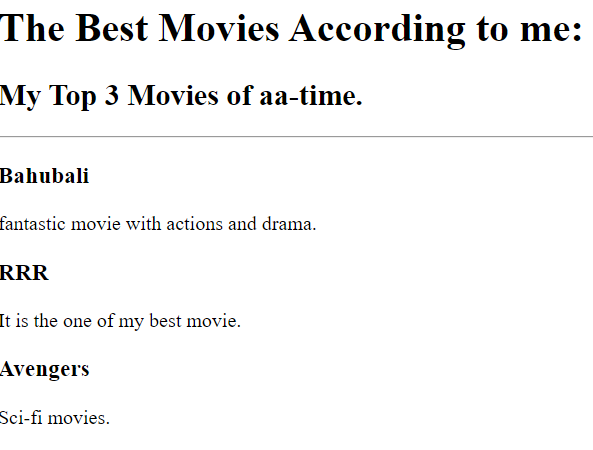 The Best Movies According to me:
My Top 3 Movies of aa-time.
Bahubali
fantastic movie with actions and drama.
RRR
It is the one of my best movie.
Avengers
Sci-fi movies.